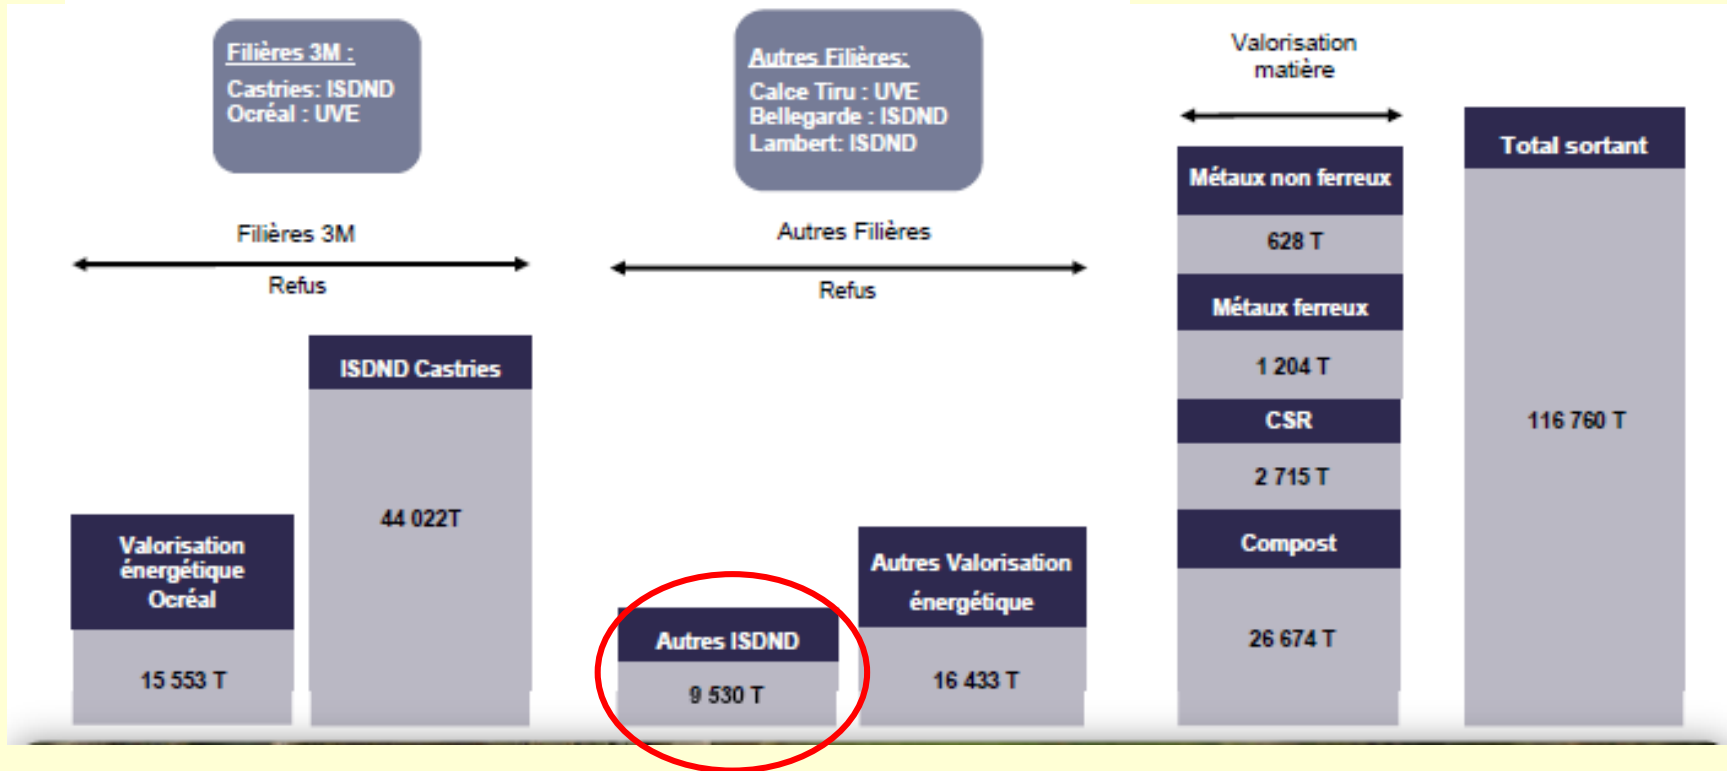 Filières 3M :
Castries: ISDND
Ocréal : UVE
Autres Filières:
Calce Tiru : UVE
Bellegarde : ISDND
Lambert: ISDND
Valorisation
matière
Filières 3M
Refus
Autres Filières
Refus
Valorisation
énergétique
Ocréal
15 553 T
ISDND Castries
44 022T
Autres ISDND
9 530 T
Autres Valorisation
énergétique
16 433 T
Métaux non ferreux
628 T
Métaux ferreux
1 204 T
CSR
2 715 T
Compost
26 674 T
Total sortant
116 760 T